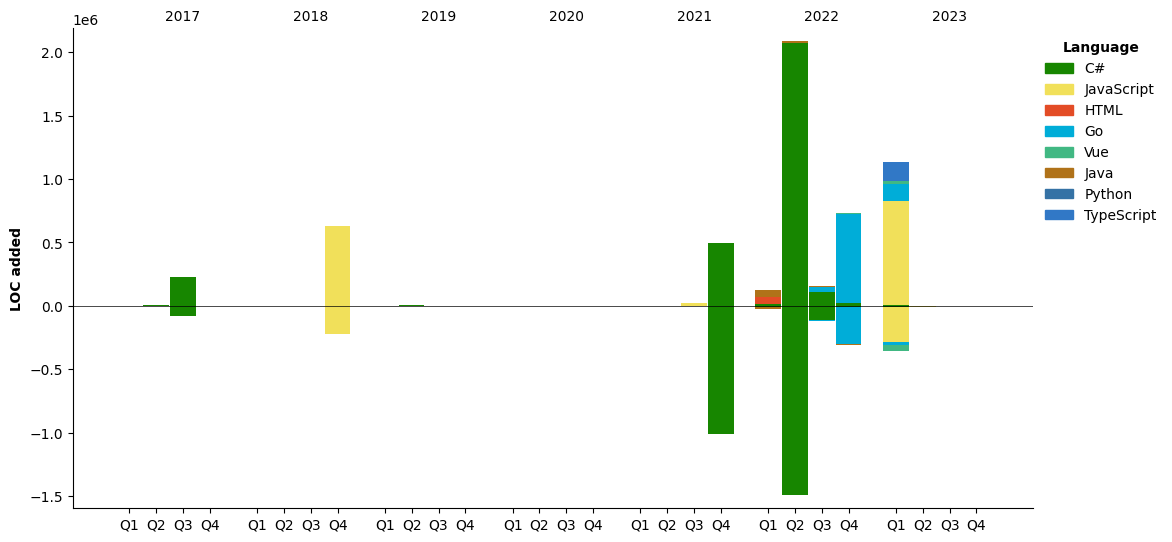 1e6
2017 2018 2019 2020 2021 2022 2023
Language
C#
JavaScript
HTML
Go
Vue
Java
Python
TypeScript
LOC added
2.0
1.5
1.0
0.5
0.0
−0.5
−1.0
−1.5
Q1 Q2 Q3 Q4 Q1 Q2 Q3 Q4 Q1 Q2 Q3 Q4 Q1 Q2 Q3 Q4 Q1 Q2 Q3 Q4 Q1 Q2 Q3 Q4 Q1 Q2 Q3 Q4